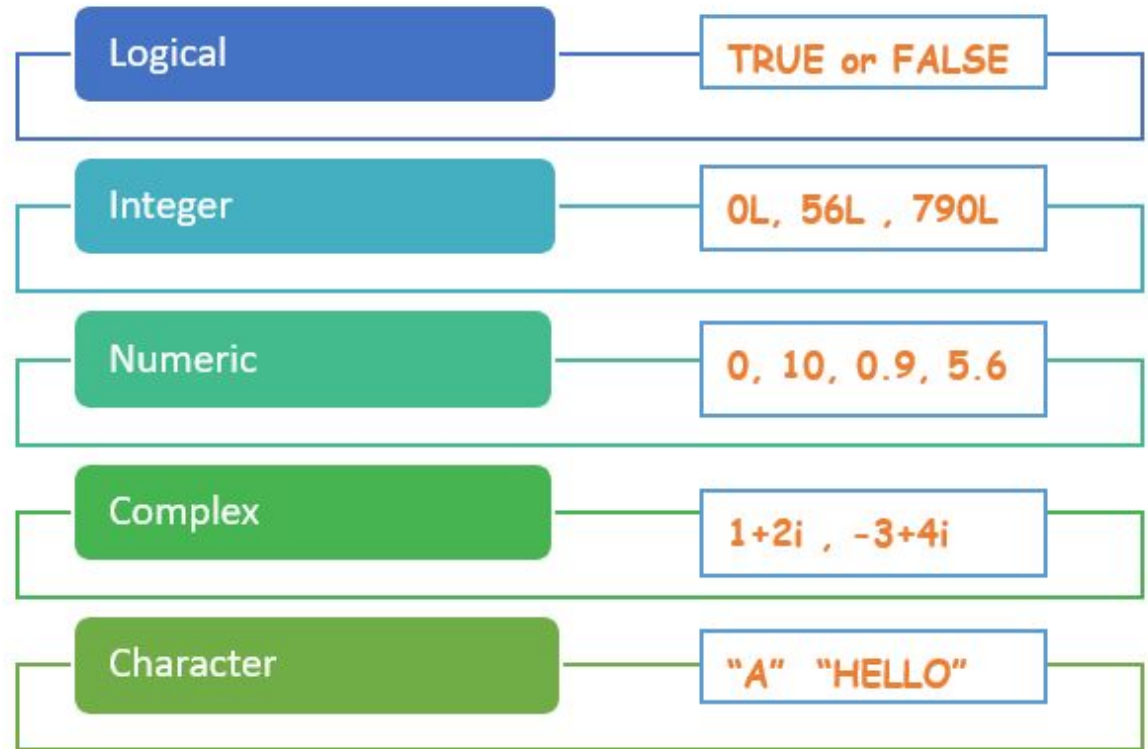 Logical
TRUE or FALSE
Integer
0L, 56L , 790L
Numeric
0, 10, 0.9, 5.6
Complex
1+2i , -3+4i
Character
“A” “HELLO”